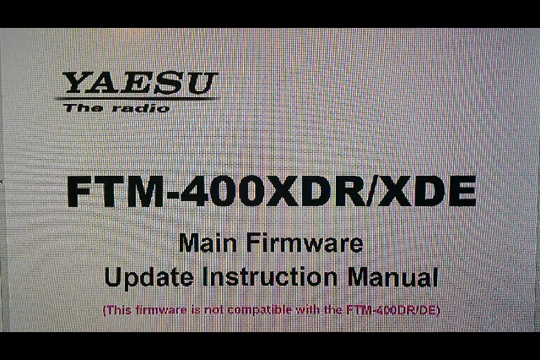 YAESU
The radio
FTM-400XDR/XDE
Main Firmware
Update Instruction Manual
(This firmware is not compatible with the FTM-400DR/DE)